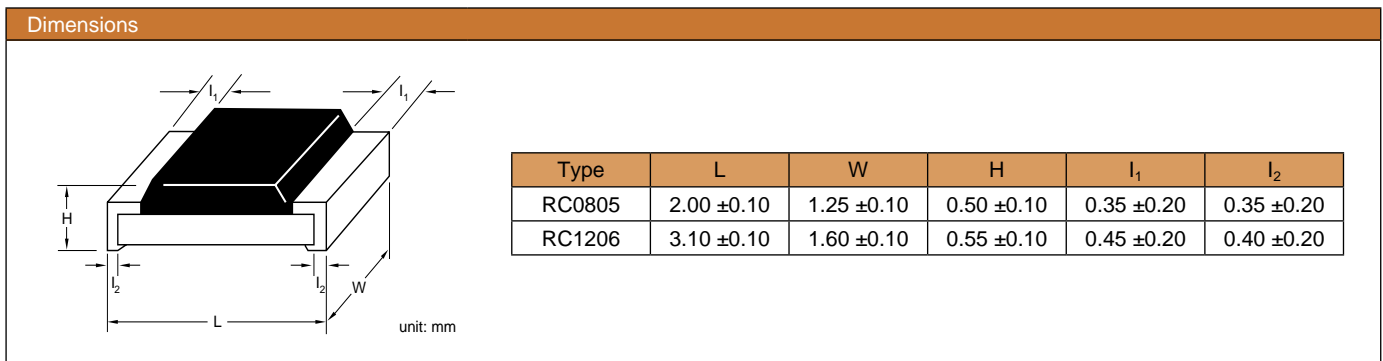 Dimensions
l₁ l₁
H
l₂ l₂ W
L
unit: mm
Type L W H l₁ l₂
RC0805 2.00 ±0.10 1.25 ±0.10 0.50 ±0.10 0.35 ±0.20 0.35 ±0.20
RC1206 3.10 ±0.10 1.60 ±0.10 0.55 ±0.10 0.45 ±0.20 0.40 ±0.20